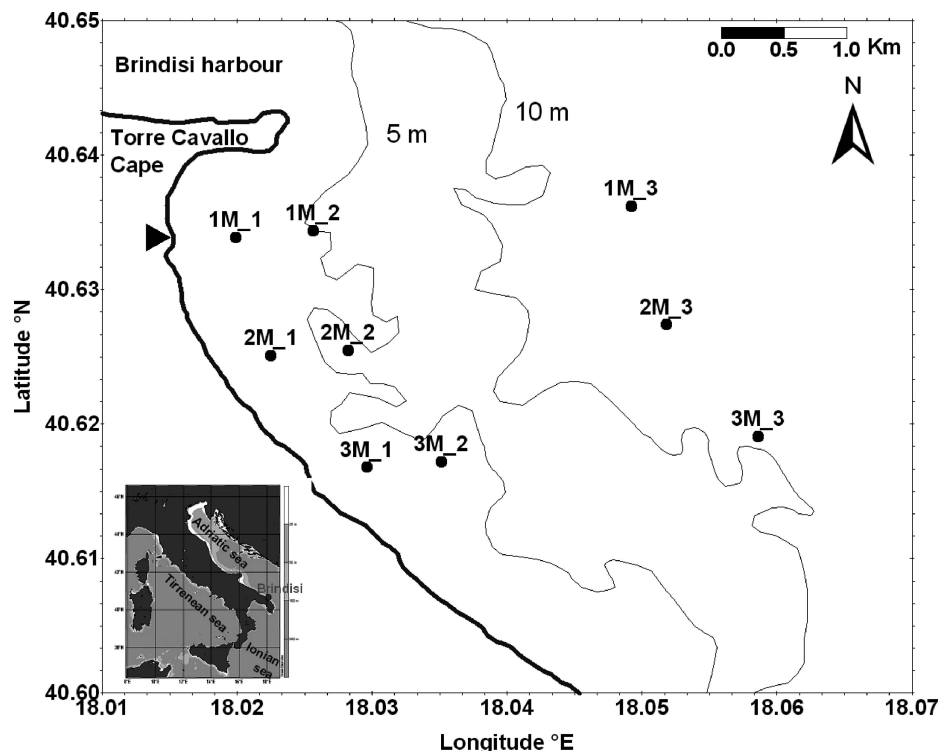 40.65
0.0 0.5 1.0 Km
Brindisi harbour
N
5 m
10 m
Torre Cavallo
Cape
40.64
1M_1
1M_2
1M_3
40.63
2M_1
2M_2
2M_3
Latitude °N
40.62
3M_1
3M_2
3M_3
40.61
Adriatic sea
Brindisi
Tirrenean sea
Ionian
sea
40.60
18.01 18.02 18.03 18.04 18.05 18.06 18.07
Longitude °E